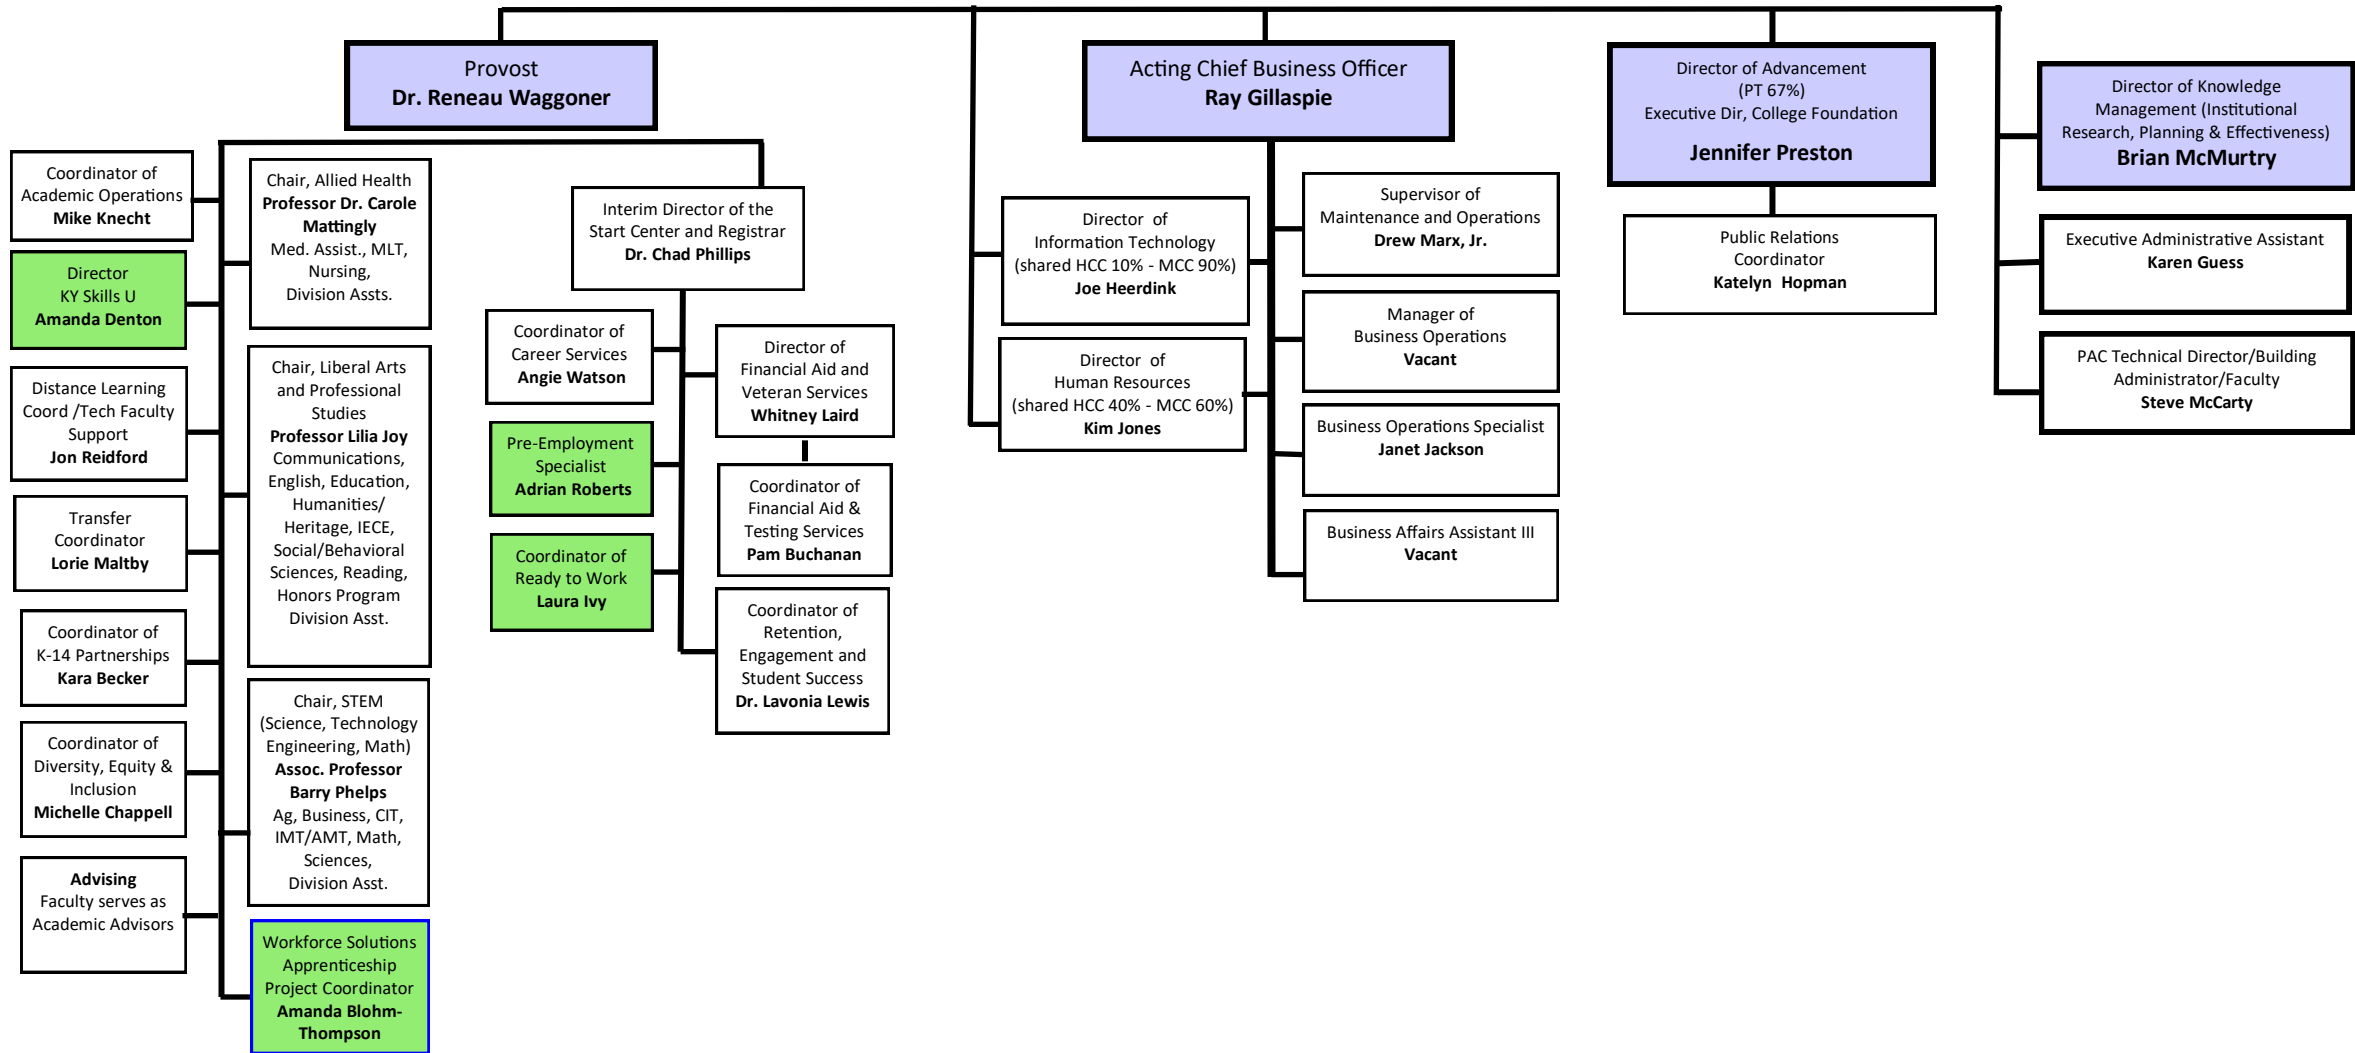 Provost
Dr. Reneau Waggoner
Acting Chief Business Officer
Ray Gillaspie
Director of Advancement
(PT 67%)
Executive Dir, College Foundation
Jennifer Preston
Director of Knowledge
Management (Institutional
Research, Planning & Effectiveness)
Brian McMurtry
Coordinator of
Academic Operations
Mike Knecht
Director
KY Skills U
Amanda Denton
Distance Learning
Coord /Tech Faculty
Support
Jon Reidford
Transfer
Coordinator
Lorie Maltby
Coordinator of
K-14 Partnerships
Kara Becker
Coordinator of
Diversity, Equity &
Inclusion
Michelle Chappell
Advising
Faculty serves as
Academic Advisors
Chair, Allied Health
Professor Dr. Carole
Mattingly
Med. Assist., MLT,
Nursing,
Division Assts.
Chair, Liberal Arts
and Professional
Studies
Professor Lilia Joy
Communications,
English, Education,
Humanities/
Heritage, IECE,
Social/Behavioral
Sciences, Reading,
Honors Program
Division Asst.
Chair, STEM
(Science, Technology
Engineering, Math)
Assoc. Professor
Barry Phelps
Ag, Business, CIT,
IMT/AMT, Math,
Sciences,
Division Asst.
Workforce Solutions
Apprenticeship
Project Coordinator
Amanda Blohm-
Thompson
Interim Director of the
Start Center and Registrar
Dr. Chad Phillips
Coordinator of
Career Services
Angie Watson
Pre-Employment
Specialist
Adrian Roberts
Coordinator of
Ready to Work
Laura Ivy
Director of
Financial Aid and
Veteran Services
Whitney Laird
Coordinator of
Financial Aid &
Testing Services
Pam Buchanan
Coordinator of
Retention,
Engagement and
Student Success
Dr. Lavonia Lewis
Director of
Information Technology
(shared HCC 10% - MCC 90%)
Joe Heerdink
Director of
Human Resources
(shared HCC 40% - MCC 60%)
Kim Jones
Supervisor of
Maintenance and Operations
Drew Marx, Jr.
Manager of
Business Operations
Vacant
Business Operations Specialist
Janet Jackson
Business Affairs Assistant III
Vacant
Public Relations
Coordinator
Katelyn Hopman
Executive Administrative Assistant
Karen Guess
PAC Technical Director/Building
Administrator/Faculty
Steve McCarty